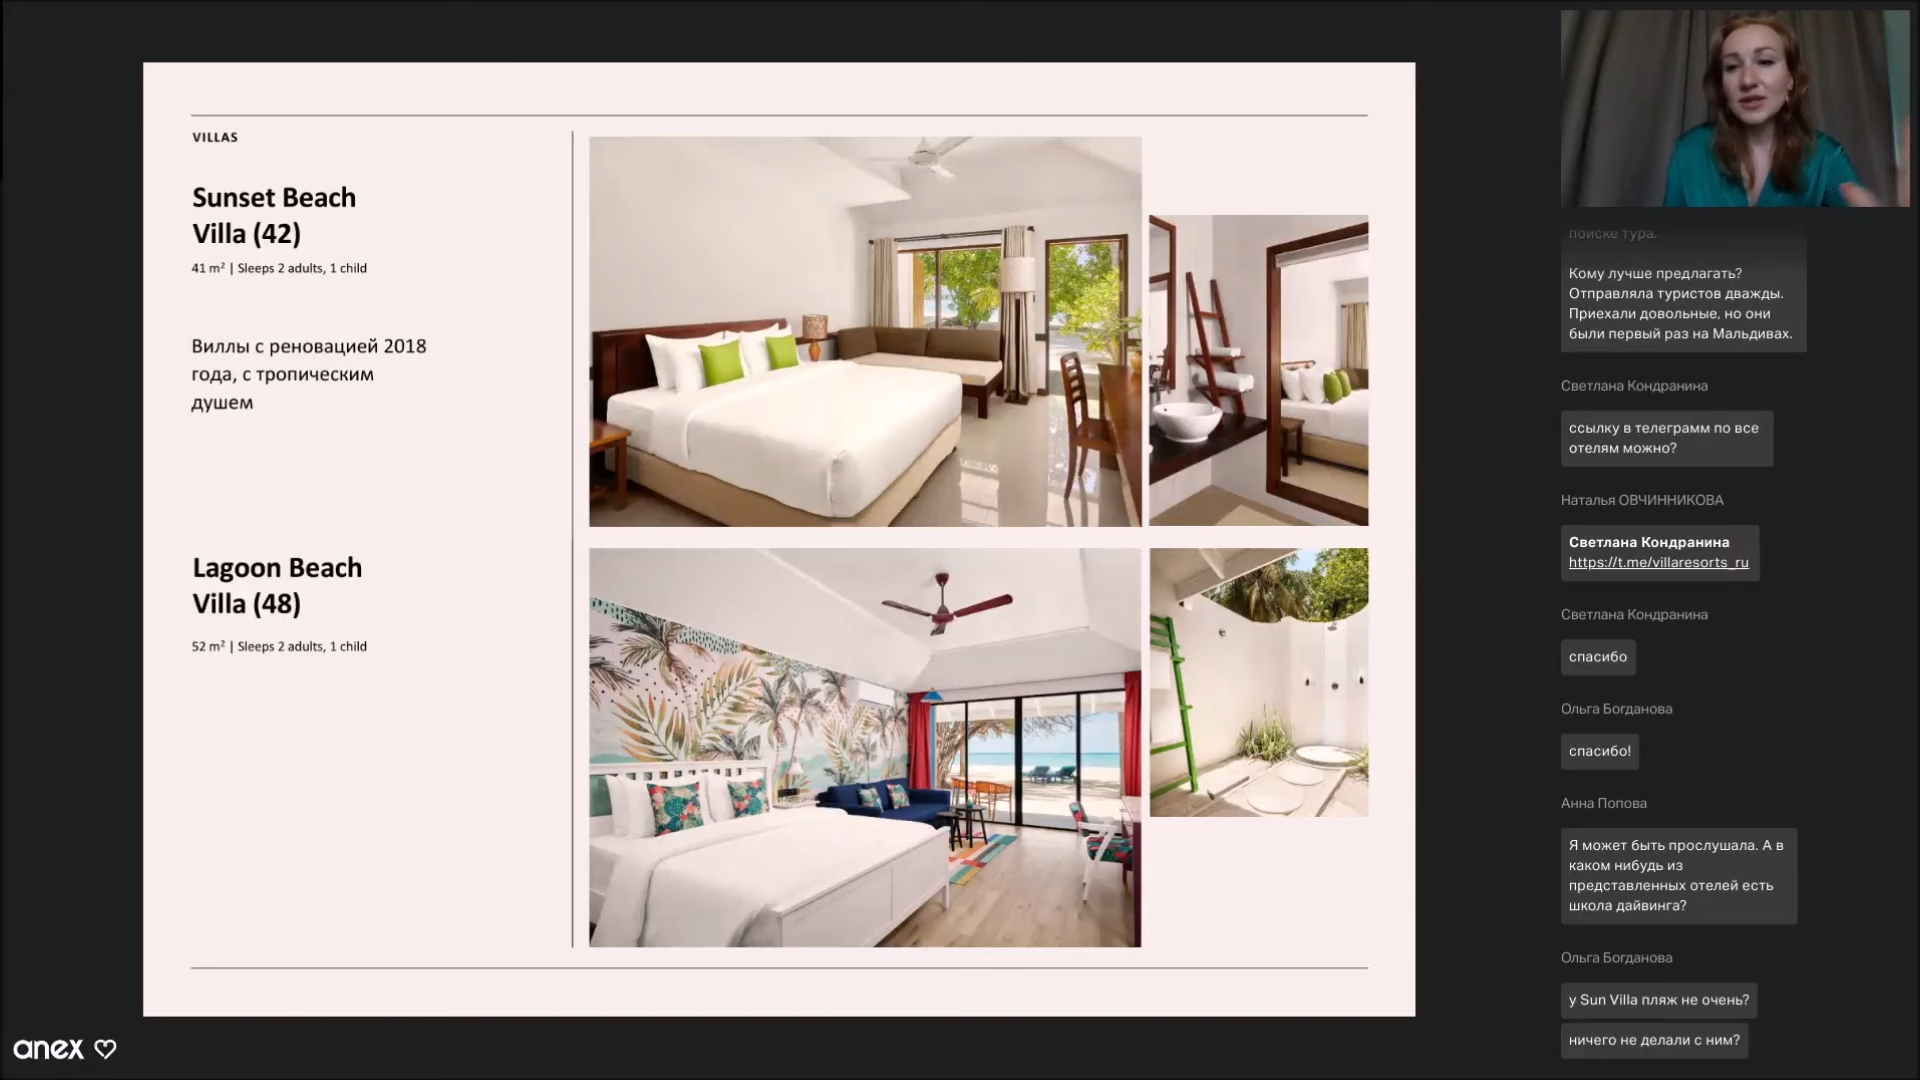 VILLAS
Sunset Beach
Villa (42)
41 m² | Sleeps 2 adults, 1 child
Виллы с реновацией 2018
года, с тропическим
душем
Lagoon Beach
Villa (48)
52 m² | Sleeps 2 adults, 1 child
anex
поиске тура.
Кому лучше предлагать?
Отправляла туристов дважды.
Приехали довольные, но они
были первый раз на Мальдивах.
Светлана Кондранина
ссылку в телеграмм по все
отелям можно?
Наталья ОВЧИННИКОВА
Светлана Кондранина
https://t.me/villaresorts_ru
Светлана Кондранина
спасибо
Ольга Богданова
спасибо!
Анна Попова
Я может быть прослушала. А в
каком нибудь из
представленных отелей есть
школа дайвинга?
Ольга Богданова
у Sun Villa пляж не очень?
ничего не делали с ним?